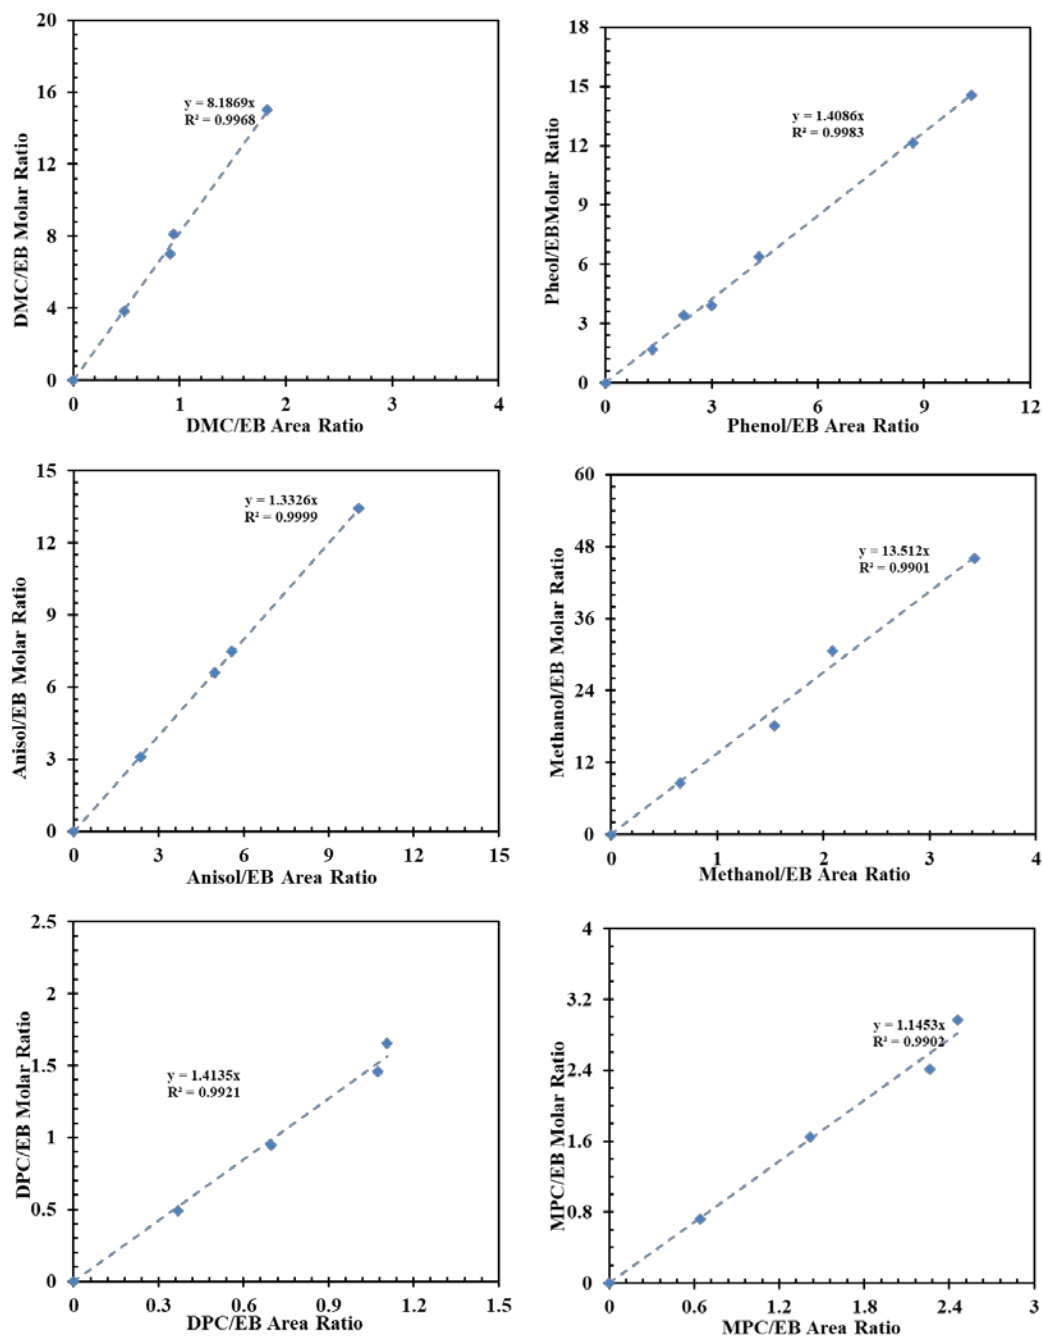 20
16
12
8
4
0
DMC/EB Molar Ratio
y = 8.1869x
R² = 0.9968
0 1 2 3 4
DMC/EB Area Ratio
18
15
12
9
6
3
0
Pheol/EBMolar Ratio
y = 1.4086x
R² = 0.9983
0 3 6 9 12
Phenol/EB Area Ratio
15
12
9
6
3
0
Anisol/EB Molar Ratio
y = 1.3326x
R² = 0.9999
0 3 6 9 12 15
Anisol/EB Area Ratio
60
48
36
24
12
0
Methanol/EB Molar Ratio
y = 13.512x
R² = 0.9901
0 1 2 3 4
Methanol/EB Area Ratio
2.5
2
1.5
1
0.5
0
DPC/EB Molar Ratio
y = 1.4135x
R² = 0.9921
0 0.3 0.6 0.9 1.2 1.5
DPC/EB Area Ratio
4
3.2
2.4
1.6
0.8
0
MPC/EB Molar Ratio
y = 1.1453x
R² = 0.9902
0 0.6 1.2 1.8 2.4 3
MPC/EB Area Ratio